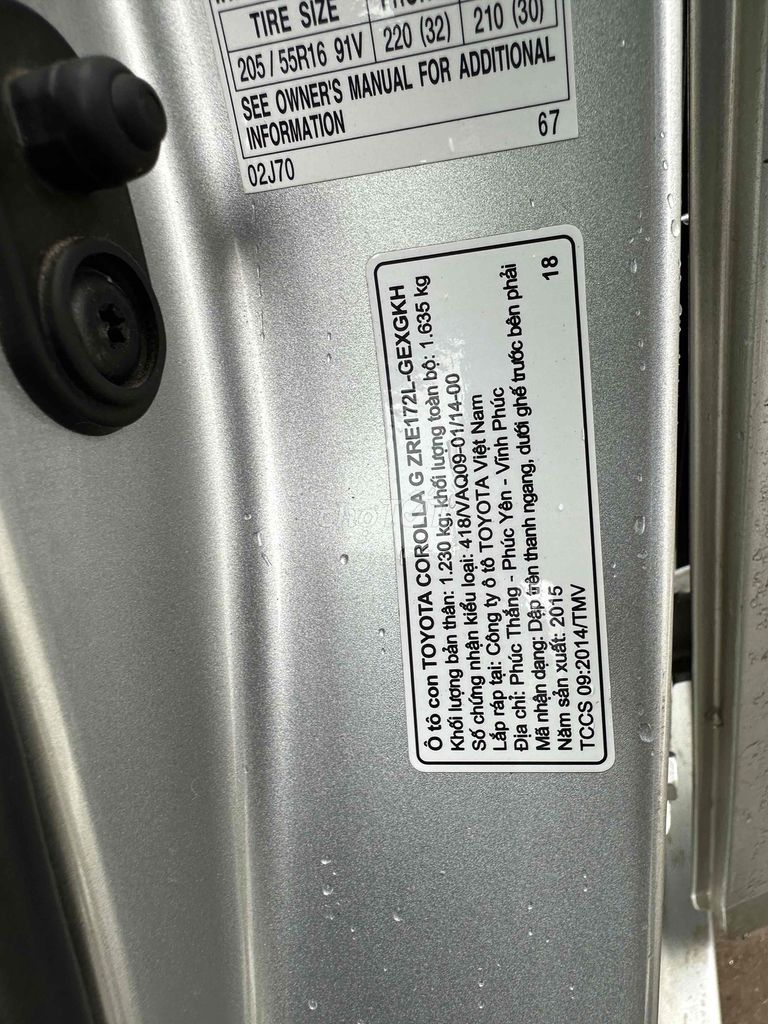 TIRE SIZE
205 / 55R16 91V 220 (32) 210 (30)
SEE OWNER'S MANUAL FOR ADDITIONAL
INFORMATION 67
02J70
Ô tô con TOYOTA COROLLA G ZRE172L-GEXGKH
Khối lượng bản thân: 1.230 kg; khối lượng toàn bộ: 1.635 kg
Số chứng nhận kiểu loại: 418/VAQ09-01/14-00
Lắp ráp tại: Công ty ô tô TOYOTA Việt Nam
Địa chỉ: Phúc Thắng - Phúc Yên - Vĩnh Phúc
Mã nhận dạng: Dập trên thanh ngang, dưới ghế trước bên phải
Năm sản xuất: 2015
TCCS 09:2014/TMV 18